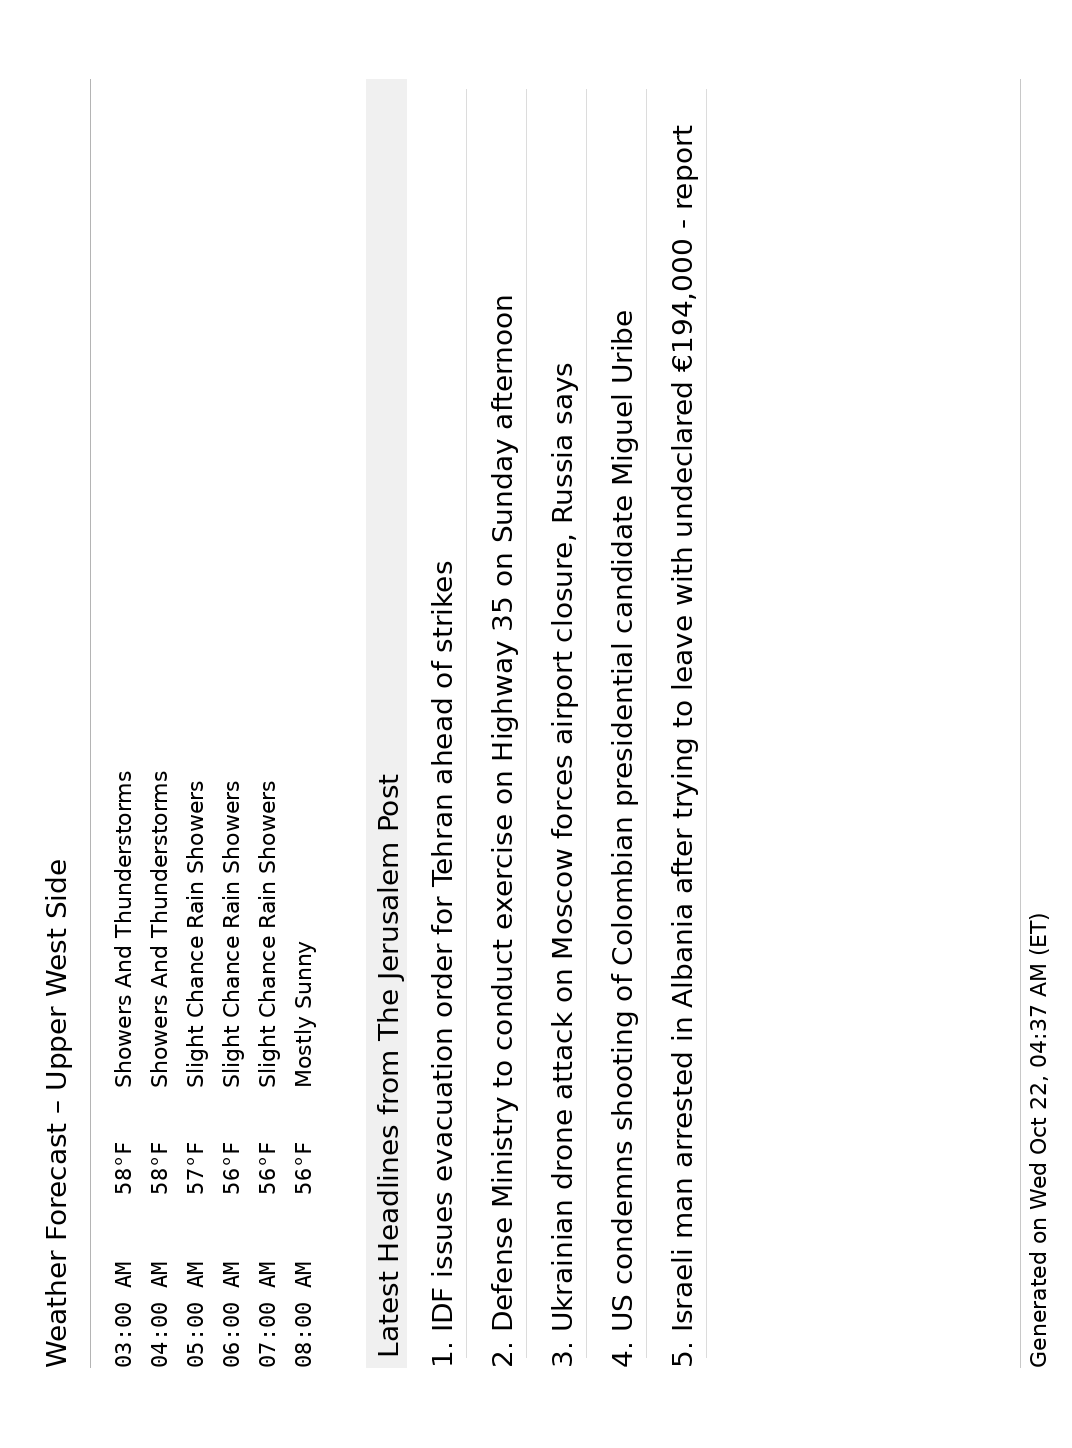 Weather Forecast – Upper West Side
03:00 AM 58°F Showers And Thunderstorms
04:00 AM 58°F Showers And Thunderstorms
05:00 AM 57°F Slight Chance Rain Showers
06:00 AM 56°F Slight Chance Rain Showers
07:00 AM 56°F Slight Chance Rain Showers
08:00 AM 56°F Mostly Sunny
Latest Headlines from The Jerusalem Post
1. IDF issues evacuation order for Tehran ahead of strikes
2. Defense Ministry to conduct exercise on Highway 35 on Sunday afternoon
3. Ukrainian drone attack on Moscow forces airport closure, Russia says
4. US condemns shooting of Colombian presidential candidate Miguel Uribe
5. Israeli man arrested in Albania after trying to leave with undeclared €194,000 - report
Generated on Wed Oct 22, 04:37 AM (ET)